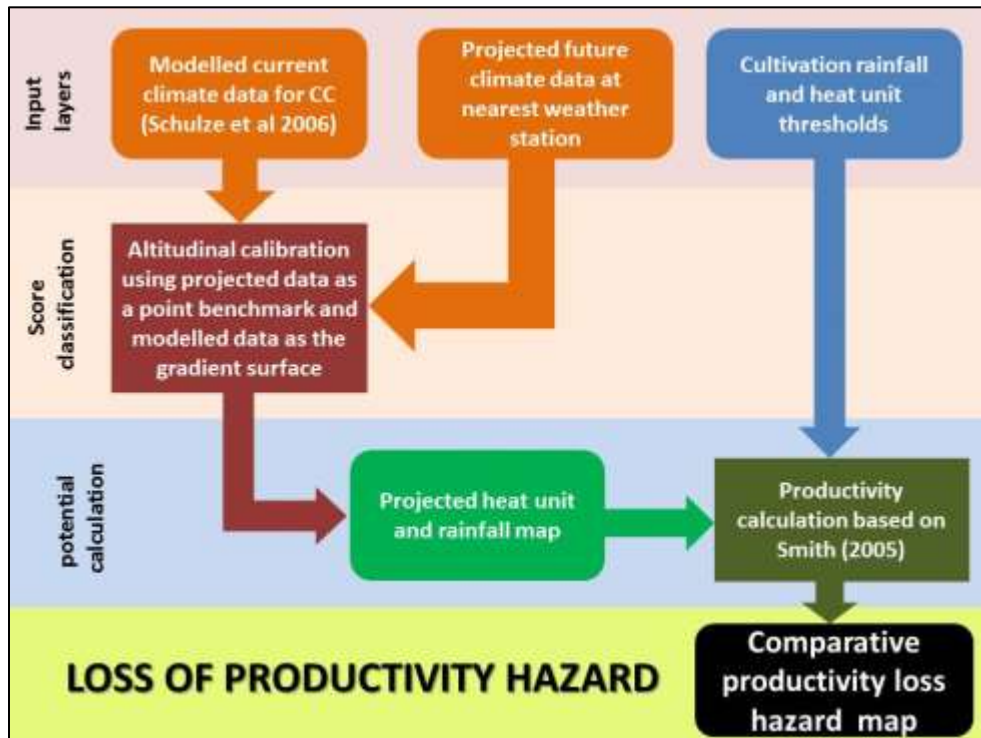 Input
layers
Modelled current
climate data for CC
(Schulze et al 2006)
Projected future
climate data at
nearest weather
station
Cultivation rainfall
and heat unit
thresholds
Score
classification
Altitudinal calibration
using projected data as
a point benchmark and
modelled data as the
gradient surface
potential
calculation
Projected heat unit
and rainfall map
Productivity
calculation based on
Smith (2005)
LOSS OF PRODUCTIVITY HAZARD
Comparative
productivity loss
hazard map